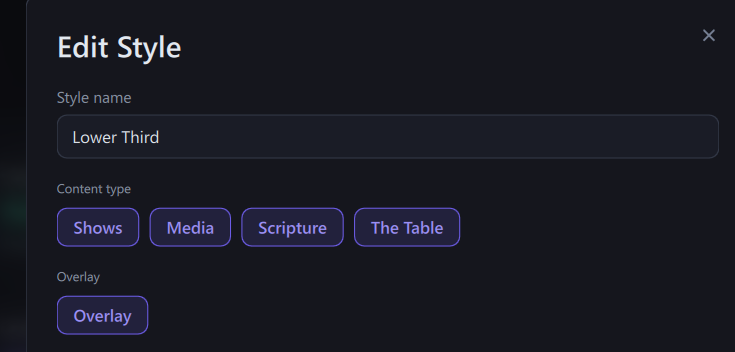 Edit Style
Style name
Lower Third
Content type
Shows Media Scripture The Table
Overlay
Overlay